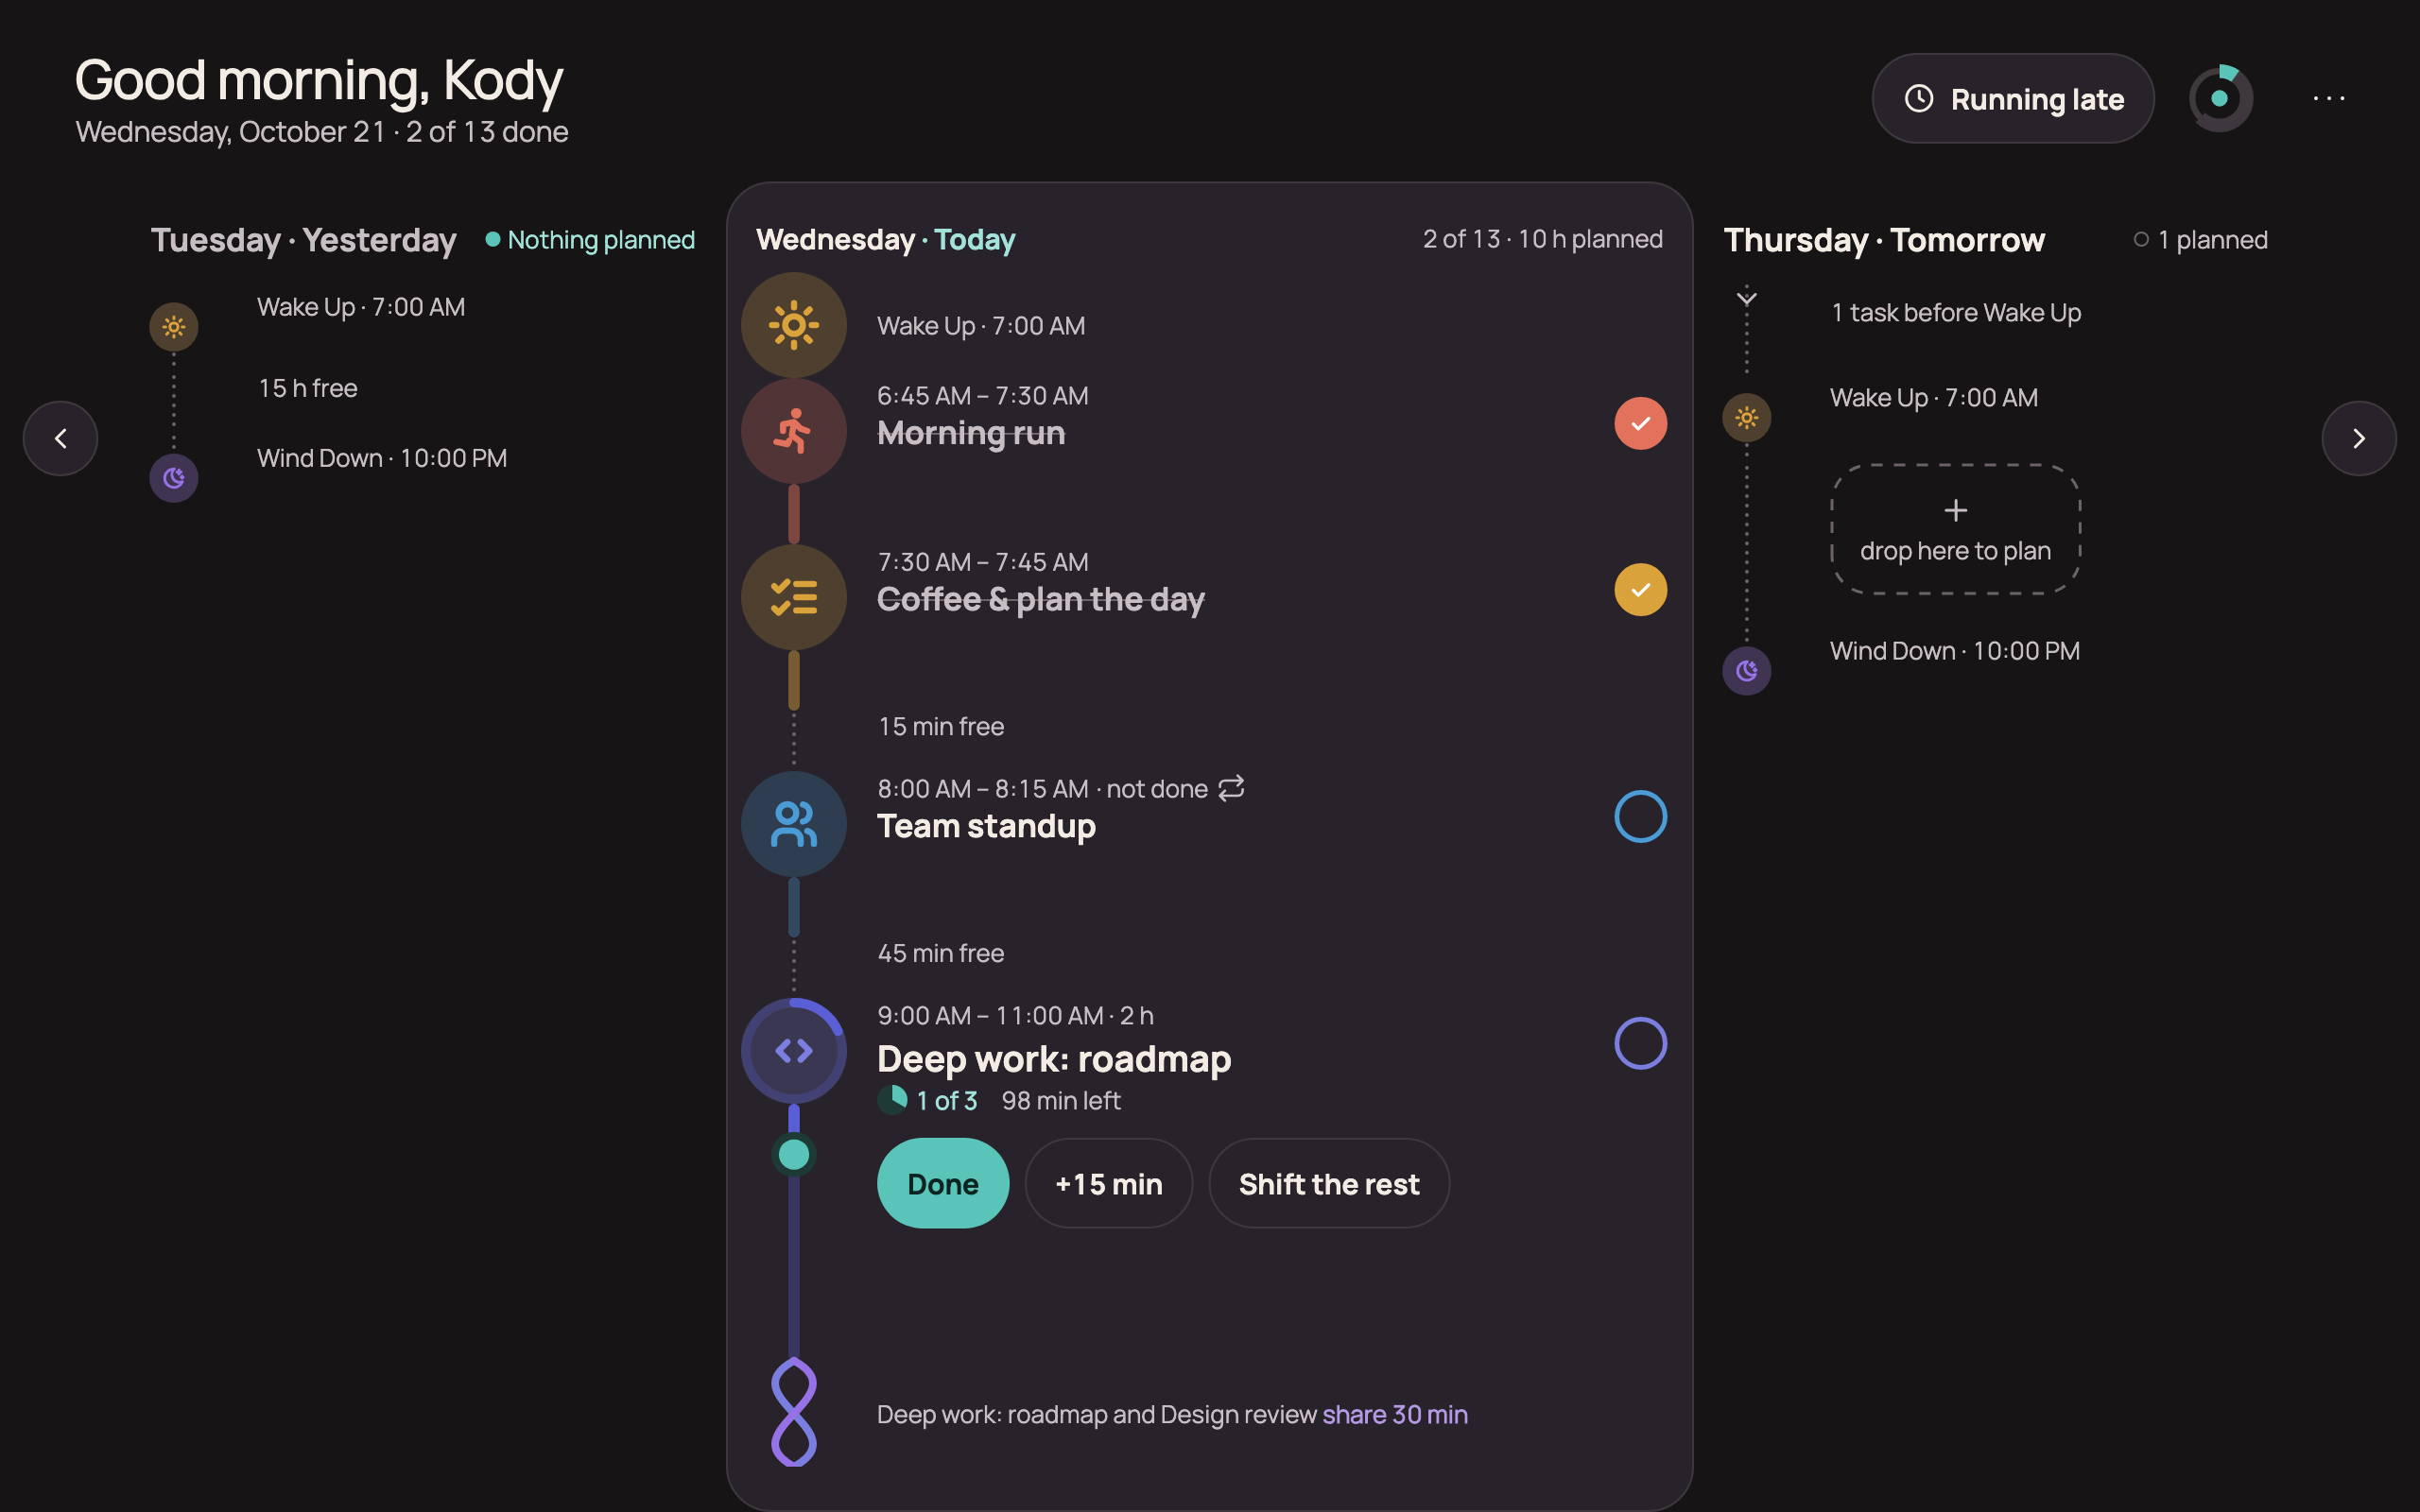 Good morning, Kody
Wednesday, October 21 · 2 of 13 done
Running late
Tuesday · Yesterday
Nothing planned
Wake Up · 7:00 AM
15 h free
Wind Down · 10:00 PM
Wednesday · Today
2 of 13 · 10 h planned
Wake Up · 7:00 AM
6:45 AM – 7:30 AM
Morning run
7:30 AM – 7:45 AM
Coffee & plan the day
15 min free
8:00 AM – 8:15 AM · not done
Team standup
45 min free
9:00 AM – 11:00 AM · 2 h
Deep work: roadmap
1 of 3 98 min left
Done
+15 min
Shift the rest
Deep work: roadmap and Design review share 30 min
Thursday · Tomorrow
1 planned
1 task before Wake Up
Wake Up · 7:00 AM
drop here to plan
Wind Down · 10:00 PM